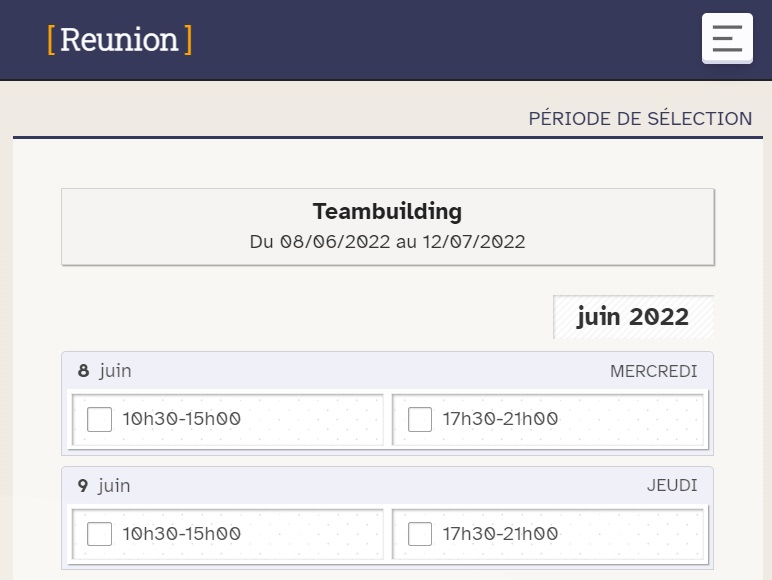 [ Reunion ]
PÉRIODE DE SÉLECTION
Teambuilding
Du 08/06/2022 au 12/07/2022
juin 2022
8 juin MERCREDI
10h30-15h00 17h30-21h00
9 juin JEUDI
10h30-15h00 17h30-21h00